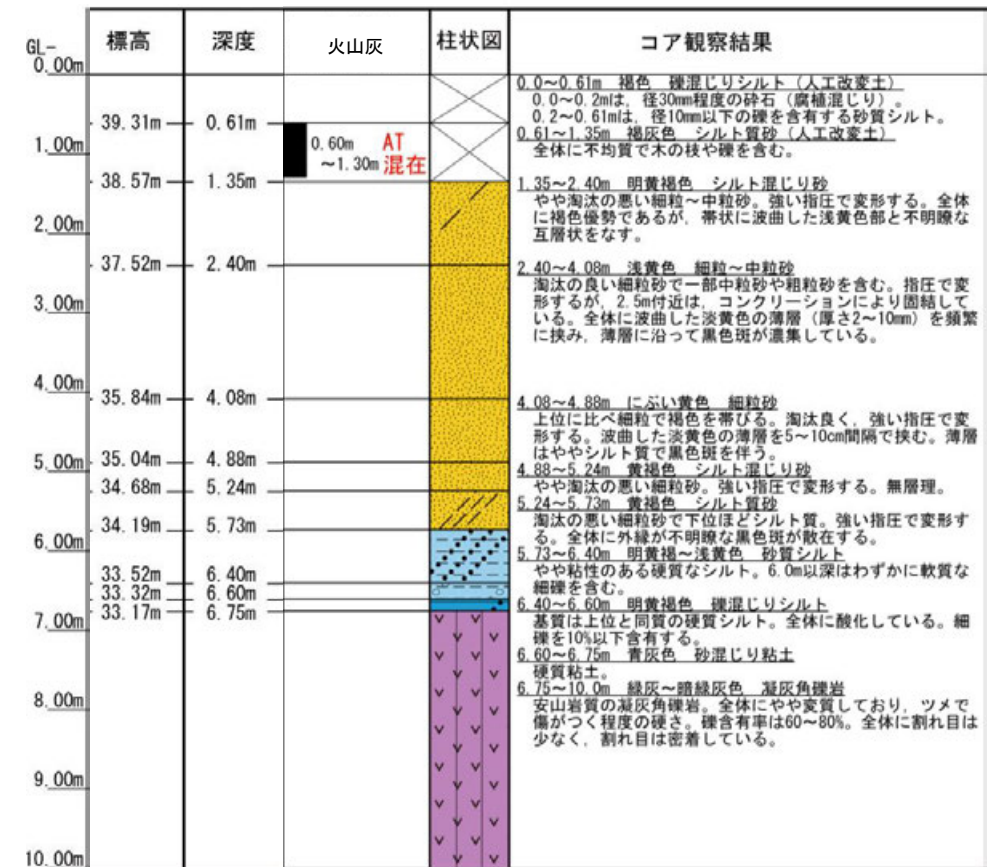 GL-
0.00m
標高
深度
火山灰
柱状図
コア観察結果
1.00m
2.00m
3.00m
4.00m
5.00m
6.00m
7.00m
8.00m
9.00m
10.00m
39.31m
38.57m
37.52m
35.84m
35.04m
34.68m
34.19m
33.52m
33.32m
33.17m
0.61m
1.35m
2.40m
4.08m
4.88m
5.24m
5.73m
6.40m
6.60m
6.75m
0.60m AT
～1.30m 混在
0.0～0.61m 褐色 礫混じりシルト（人工改変土）
0.0～0.2mは，径30mm程度の砕石（腐植混じり）。
0.2～0.61mは，径10mm以下の礫を含有する砂質シルト。
0.61～1.35m 褐灰色 シルト質砂（人工改変土）
全体に不均質で木の枝や礫を含む。
1.35～2.40m 明黄褐色 シルト混じり砂
やや淘汰の悪い細粒～中粒砂。強い指圧で変形する。全体
に褐色優勢であるが，帯状に波曲した浅黄色部と不明瞭な
互層状をなす。
2.40～4.08m 浅黄色 細粒～中粒砂
淘汰の良い細粒砂で一部中粒砂や粗粒砂を含む。指圧で変
形するが，2.5m付近は，コンクリーションにより固結して
いる。全体に波曲した淡黄色の薄層（厚さ2～10mm）を頻繁
に挟み，薄層に沿って黒色斑が濃集している。
4.08～4.88m にぶい黄色 細粒砂
上位に比べ細粒で褐色を帯びる。淘汰良く，強い指圧で変
形する。波曲した淡黄色の薄層を5～10cm間隔で挟む。薄層
はややシルト質で黒色斑を伴う。
4.88～5.24m 黄褐色 シルト混じり砂
やや淘汰の悪い細粒砂。強い指圧で変形する。無層理。
5.24～5.73m 黄褐色 シルト質砂
淘汰の悪い細粒砂で下位ほどシルト質。強い指圧で変形す
る。全体に外縁が不明瞭な黒色斑が散在する。
5.73～6.40m 明黄褐～浅黄色 砂質シルト
やや粘性のある硬質なシルト。6.0m以深はわずかに軟質な
細礫を含む。
6.40～6.60m 明黄褐色 礫混じりシルト
基質は上位と同質の硬質シルト。全体に酸化している。細
礫を10%以下含有する。
6.60～6.75m 青灰色 砂混じり粘土
硬質粘土。
6.75～10.0m 緑灰～暗緑灰色 凝灰角礫岩
安山岩質の凝灰角礫岩。全体にやや変質しており，ツメで
傷がつく程度の硬さ。礫含有率は60～80%。全体に割れ目は
少なく，割れ目は密着している。